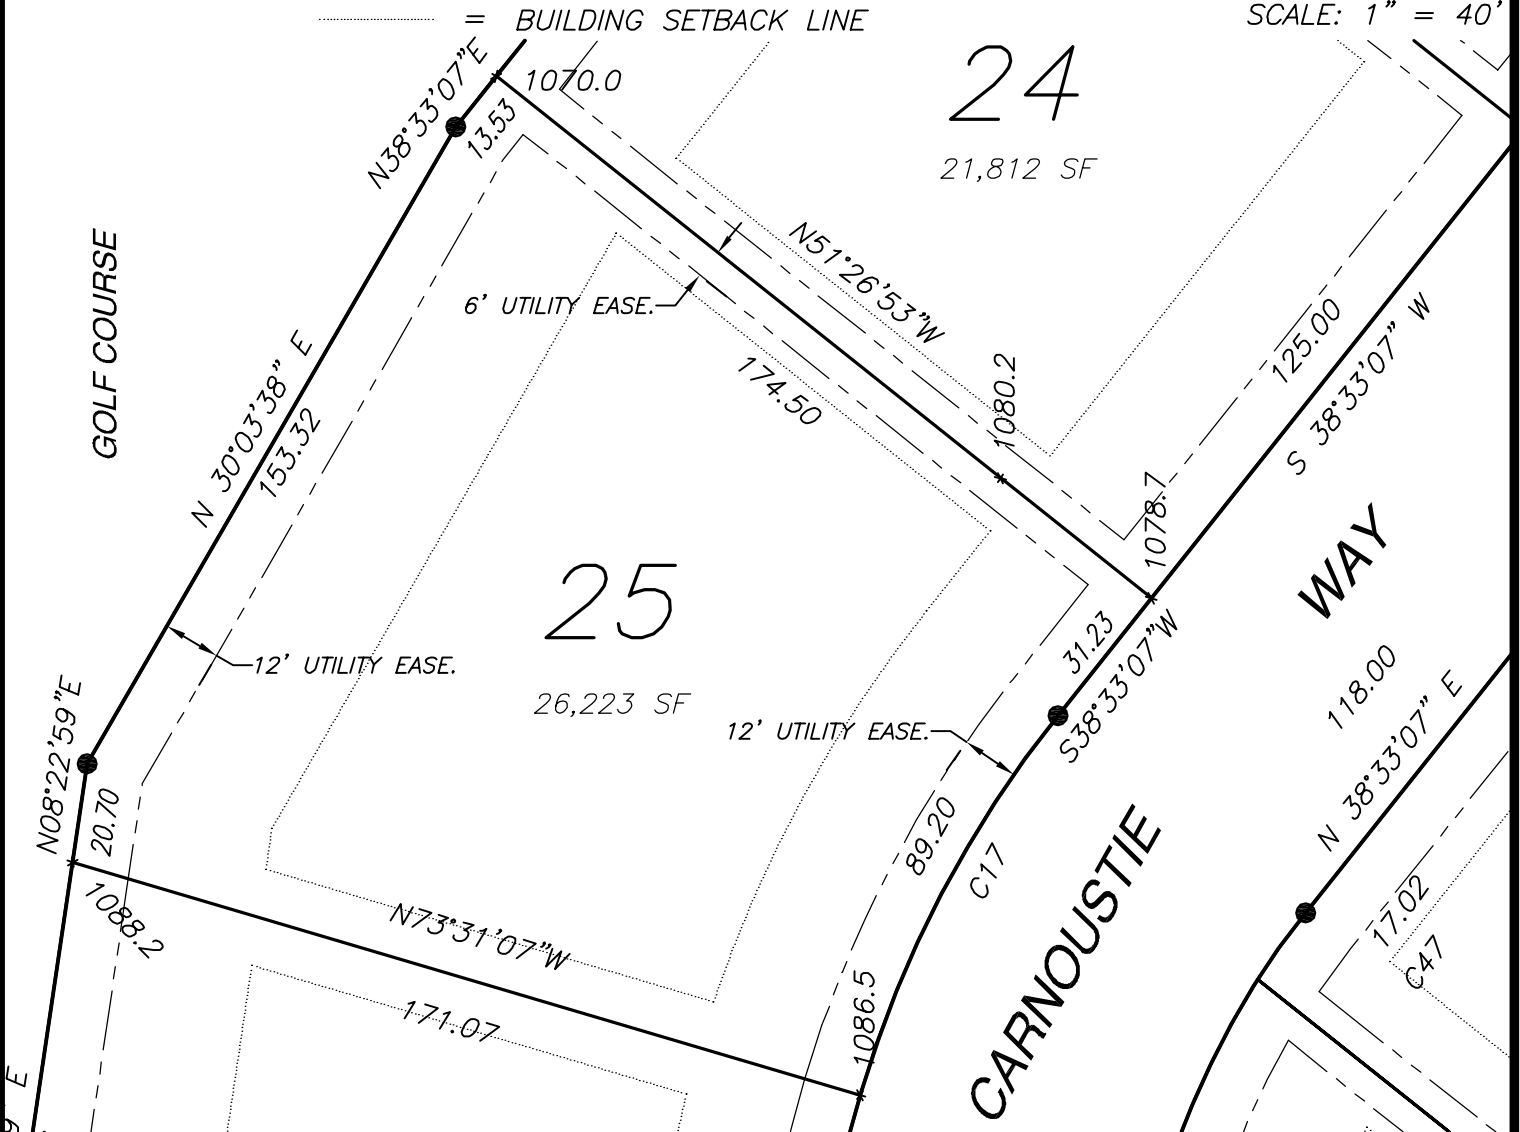 = BUILDING SETBACK LINE
SCALE: 1" = 40'
N38°33'07"E
1070.0
13.53
24
21,812 SF
GOLF COURSE
N51°26'53"W
6' UTILITY EASE.
174.50
1080.2
125.00
S 38°33'07" W
N 30°03'38" E
153.32
1078.1
WAY
25
26,223 SF
31.23
S38°33'07"W
12' UTILITY EASE.
12' UTILITY EASE.
118.00
N 38°33'07" E
N08°22'59"E
20.70
89.20
C17
CARNOUSTIE
17.02
C47
1088.2
N73°31'07"W
171.07
1086.5
9 E